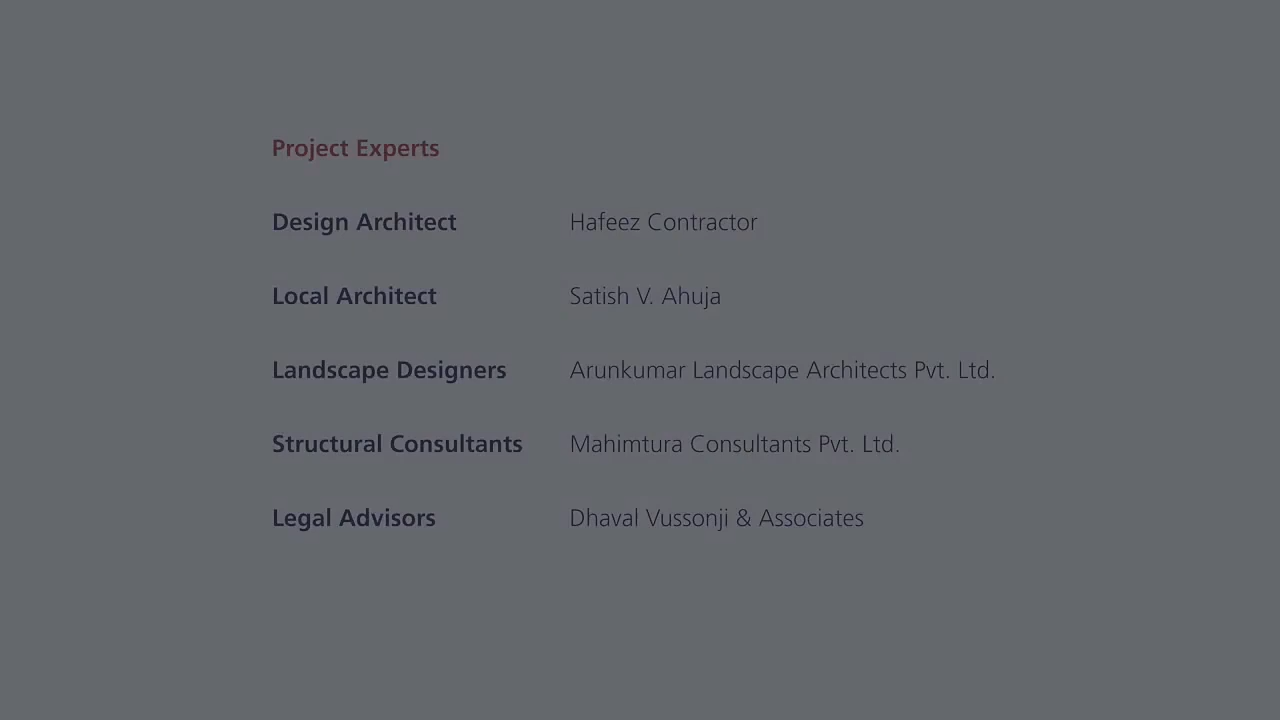 Project Experts
Design Architect Hafeez Contractor
Local Architect Satish V. Ahuja
Landscape Designers Arunkumar Landscape Architects Pvt. Ltd.
Structural Consultants Mahimtura Consultants Pvt. Ltd.
Legal Advisors Dhaval Vussonji & Associates